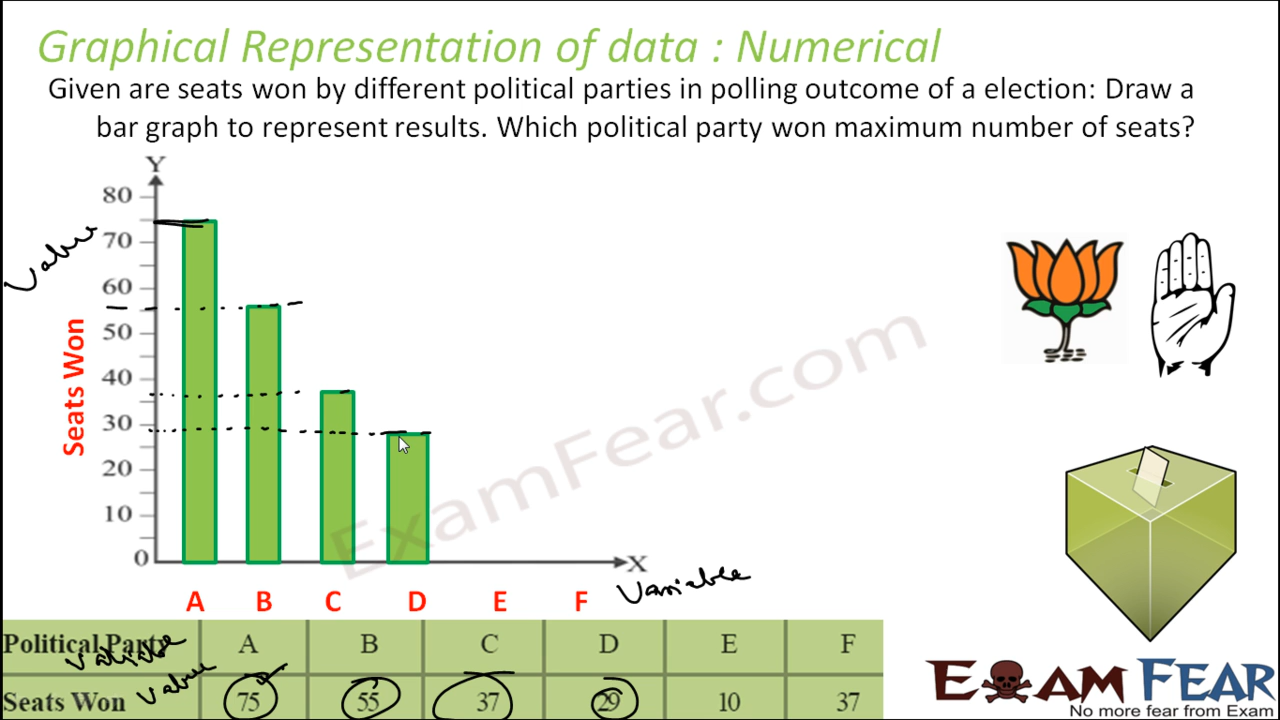 Graphical Representation of data : Numerical
Given are seats won by different political parties in polling outcome of a election: Draw a
bar graph to represent results. Which political party won maximum number of seats?
Y
80
70
60
50
40
30
20
10
0
Value
Seats Won
X
Variable
A B C D E F
Political Party A B C D E F
Variable
Value
Seats Won 75 55 37 29 10 37
ExamFear.com
EXAM FEAR
No more fear from Exam